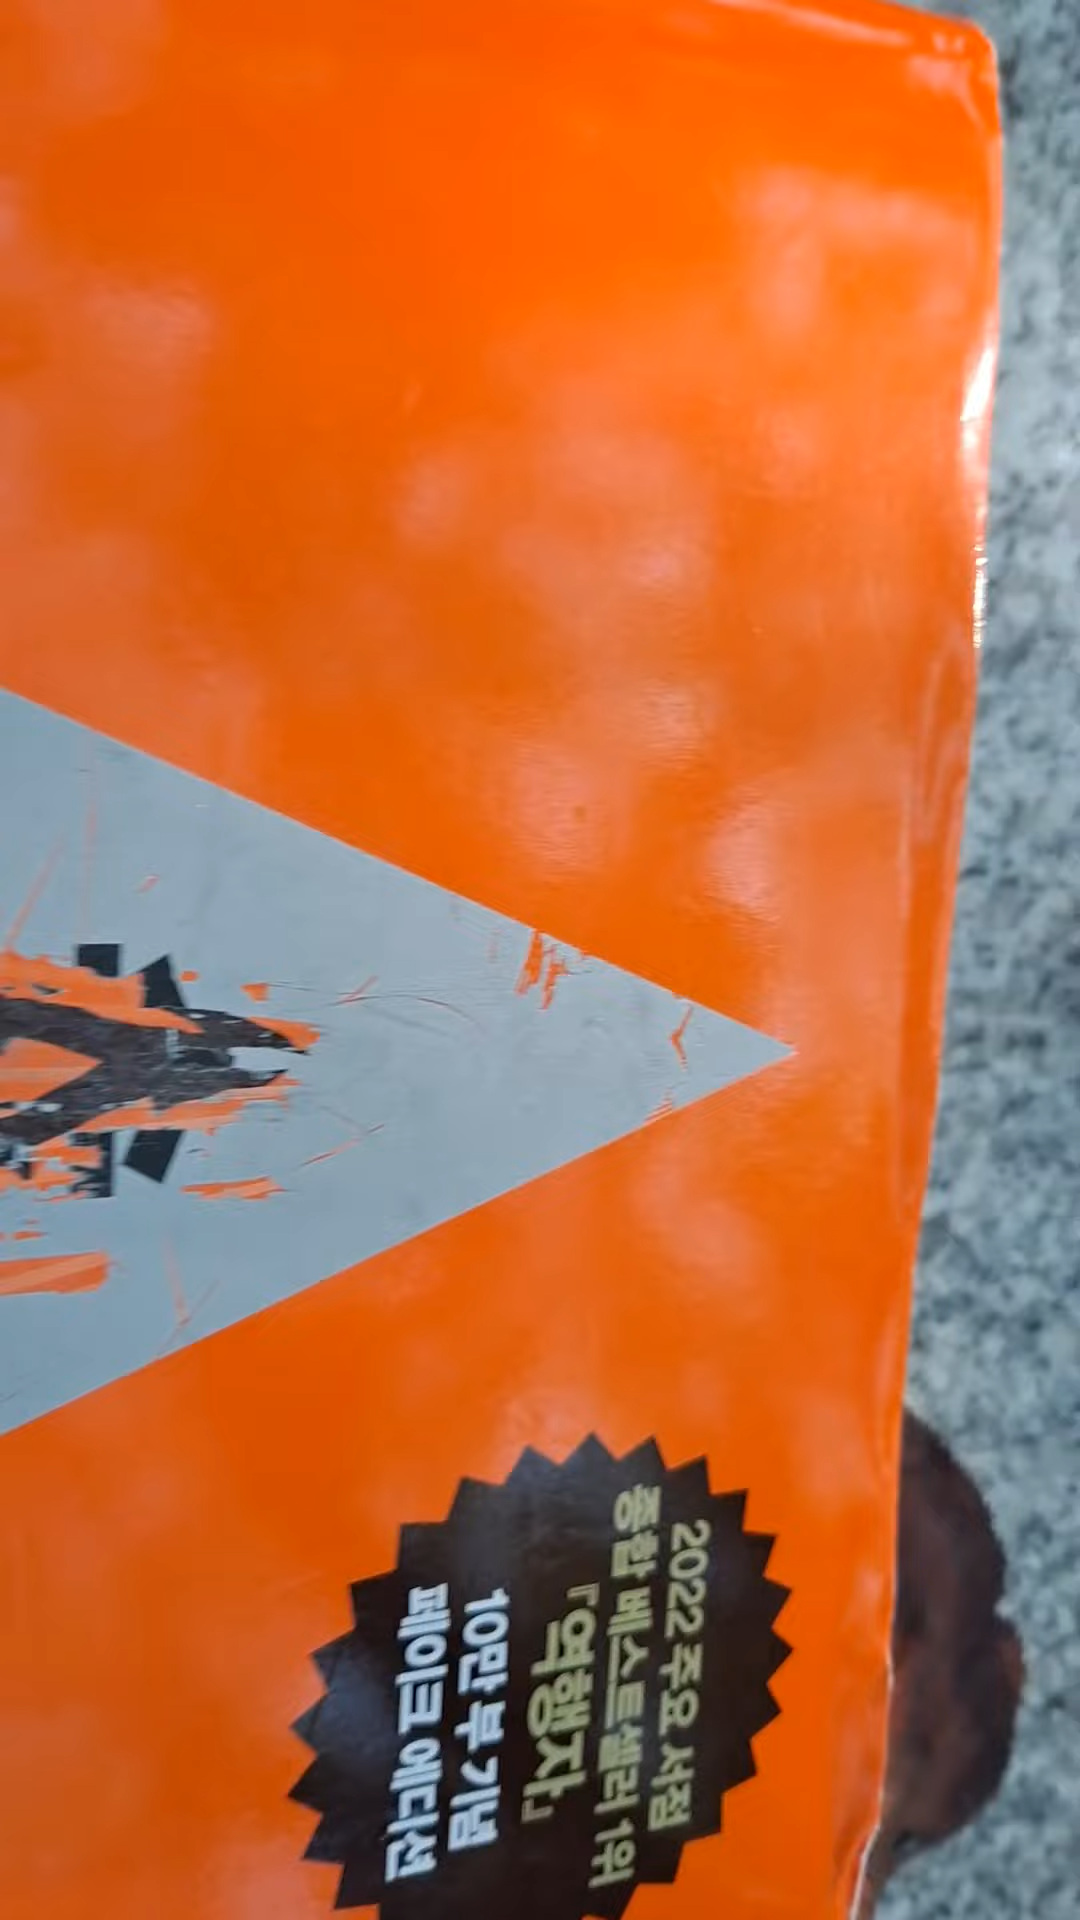 2022 주요 서점
종합 베스트셀러 1위
『역행자』
10만 부 기념
페이크 에디션